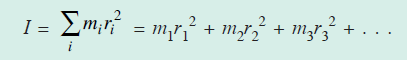 I = ∑ᵢ mᵢrᵢ² = m₁r₁² + m₂r₂² + m₃r₃² + . . .